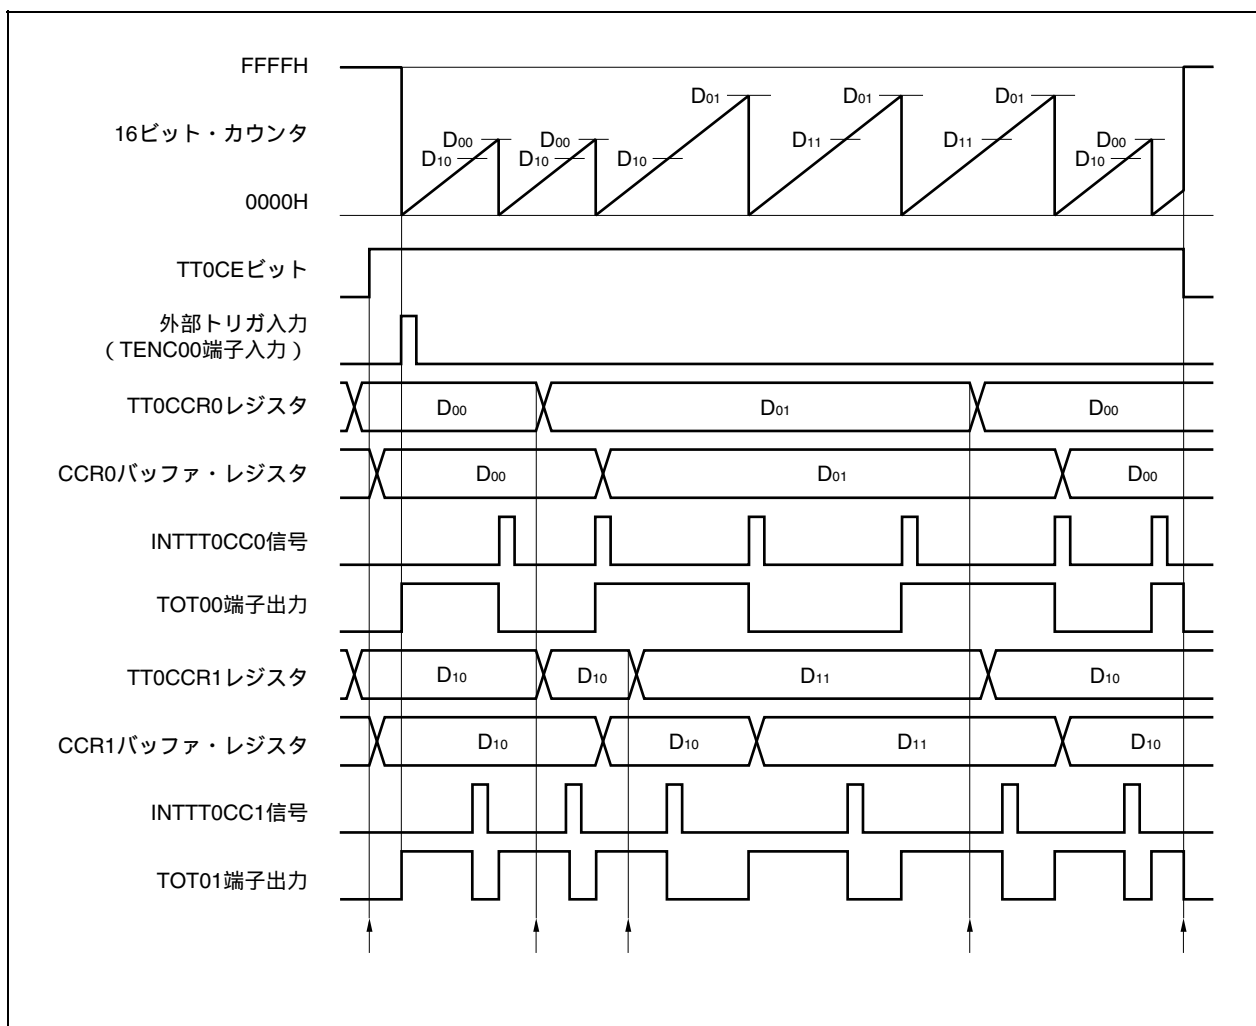 FFFFH
D01 D01 D01
16ビット・カウンタ
D00 D00 D11 D11 D00
D10 D10 D10 D10
0000H
TT0CEビット
外部トリガ入力
(TENC00端子入力)
TT0CCR0レジスタ D00 D01 D00
CCR0バッファ・レジスタ D00 D01 D00
INTTT0CC0信号
TOT00端子出力
TT0CCR1レジスタ D10 D10 D11 D10
CCR1バッファ・レジスタ D10 D10 D11 D10
INTTT0CC1信号
TOT01端子出力